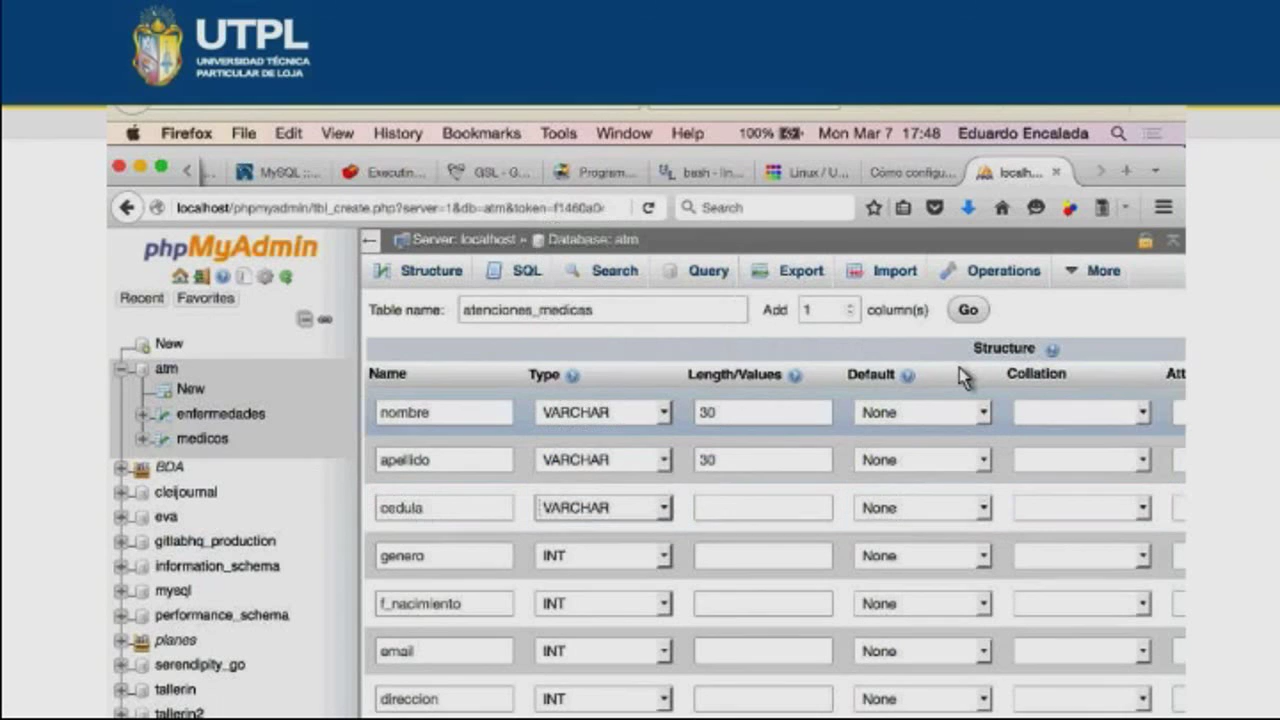 UTPL
UNIVERSIDAD TÉCNICA
PARTICULAR DE LOJA
Firefox File Edit View History Bookmarks Tools Window Help 100% Mon Mar 7 17:48 Eduardo Encalada
MySQL ::... Executin... GSL - G... Program... bash - lin... Linux / U... Cómo configu... localh...
localhost/phpmyadmin/tbl_create.php?server=1&db=atm&token=f1460a0 Search
phpMyAdmin
Server: localhost » Database: atm
Structure SQL Search Query Export Import Operations More
Recent Favorites
Table name: atenciones_medicas Add 1 column(s) Go
New
Structure
atm
Name Type Length/Values Default Collation Att
New
enfermedades
nombre VARCHAR 30 None
medicos
apellido VARCHAR 30 None
BDA
cleijournal
cedula VARCHAR None
eva
gitlabhq_production
genero INT None
information_schema
mysql
f_nacimiento INT None
performance_schema
planes
email INT None
serendipity_go
tallerin
direccion INT None
tallerin2